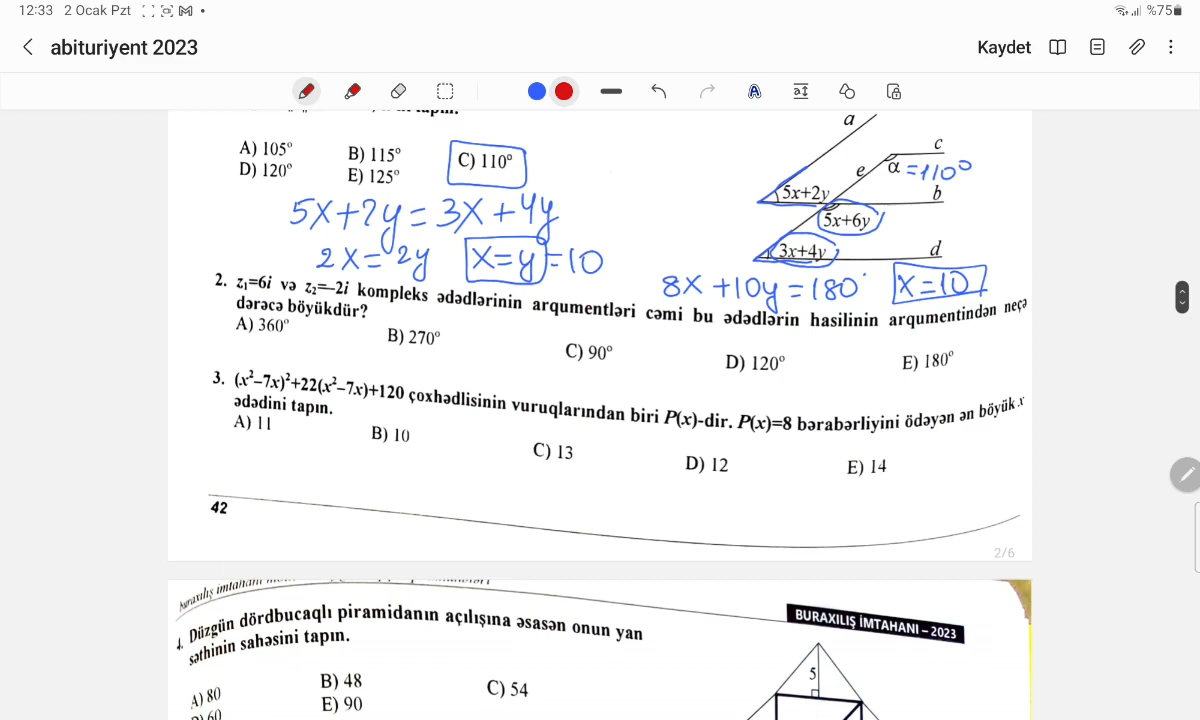 12:33 2 Ocak Pzt
%75
abituriyent 2023
Kaydet
A) 105° B) 115° C) 110°
D) 120° E) 125°
a
c
e α =110°
5x+2y b
5x+6y
3x+4y d
5x+2y=3x+4y
2x=2y x=y=10
8x+10y=180° x=10
2. z₁=6i və z₂=–2i kompleks ədədlərinin arqumentləri cəmi bu ədədlərin hasilinin arqumentindən neçə
dərəcə böyükdür?
A) 360° B) 270° C) 90° D) 120° E) 180°
3. (x²–7x)²+22(x²–7x)+120 çoxhədlisinin vuruqlarından biri P(x)-dir. P(x)=8 bərabərliyini ödəyən ən böyük x
ədədini tapın.
A) 11 B) 10 C) 13 D) 12 E) 14
42
2/6
buraxılış imtahanı
BURAXILIŞ İMTAHANI – 2023
4. Düzgün dördbucaqlı piramidanın açılışına əsasən onun yan
səthinin sahəsini tapın.
A) 80 B) 48 C) 54
D) 60 E) 90
5